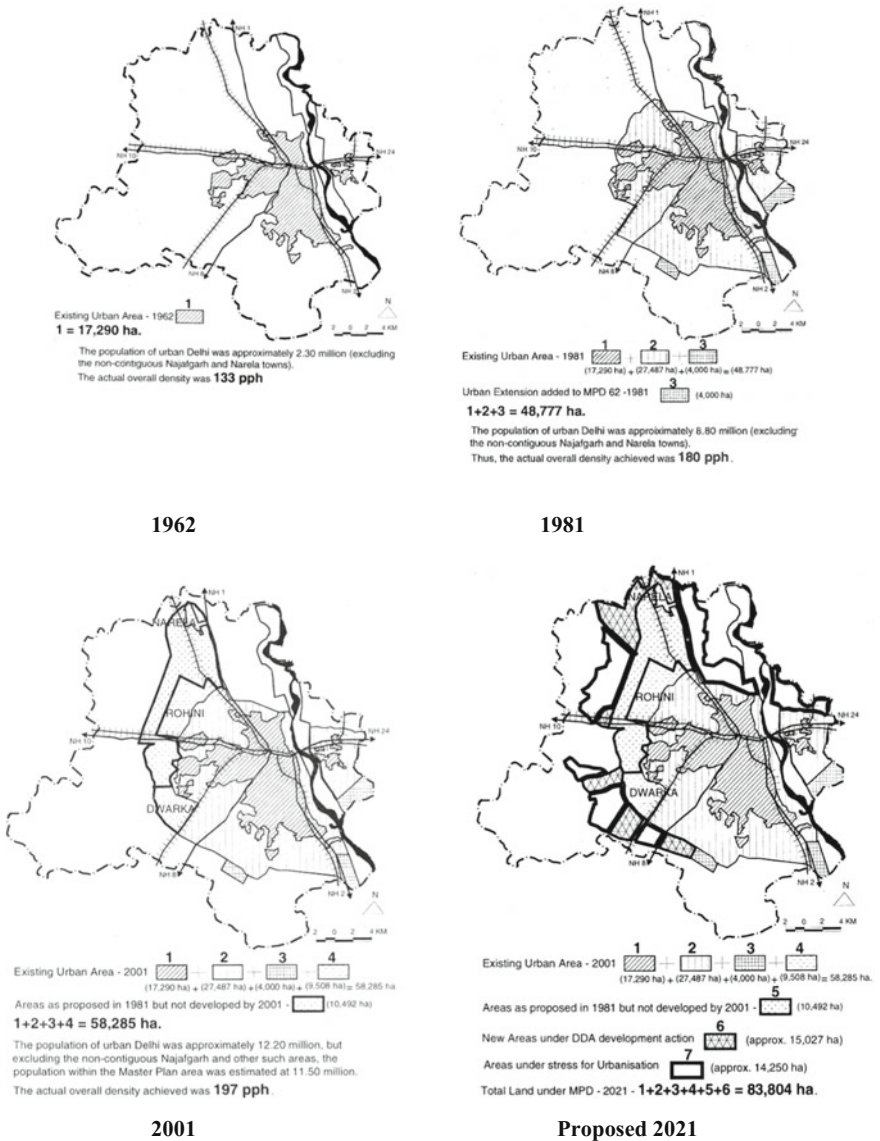 NH 1
NH 10
NH 24
NH 8
NH 2
N
2 0 2 4 KM
1
Existing Urban Area - 1962
1 = 17,290 ha.
The population of urban Delhi was approximately 2.30 million (excluding
the non-contiguous Najafgarh and Narela towns).
The actual overall density was 133 pph
1962
NH 1
NH 10
NH 24
NH 8
NH 2
N
2 0 2 4 KM
1 2 3
Existing Urban Area - 1981 + +
(17,290 ha) + (27,487 ha) + (4,000 ha) = (48,777 ha)
3
Urban Extension added to MPD 62 -1981 (4,000 ha)
1+2+3 = 48,777 ha.
The population of urban Delhi was approiximately 8.80 million (excluding
the non-contiguous Najafgarh and Narela towns).
Thus, the actual overall density achieved was 180 pph.
1981
NH 1
NARELA
ROHINI
NH 10
NH 24
DWARKA
NH 8
NH 2
N
2 0 2 4 KM
1 2 3 4
Existing Urban Area - 2001 + + +
(17,290 ha) + (27,487 ha) + (4,000 ha) + (9,508 ha) = 58,285 ha.
Areas as proposed in 1981 but not developed by 2001 - (10,492 ha)
1+2+3+4 = 58,285 ha.
The population of urban Delhi was approximately 12.20 million, but
excluding the non-contiguous Najafgarh and other such areas, the
population within the Master Plan area was estimated at 11.50 million.
The actual overall density achieved was 197 pph.
2001
NH 1
NARELA
ROHINI
NH 10
NH 24
DWARKA
NH 8
NH 2
N
2 0 2 4 KM
1 2 3 4
Existing Urban Area - 2001 + + +
(17,290 ha) + (27,487 ha) + (4,000 ha) + (9,508 ha) = 58,285 ha.
5
Areas as proposed in 1981 but not developed by 2001 - (10,492 ha)
6
New Areas under DDA development action (approx. 15,027 ha)
7
Areas under stress for Urbanisation (approx. 14,250 ha)
Total Land under MPD - 2021 - 1+2+3+4+5+6 = 83,804 ha.
Proposed 2021